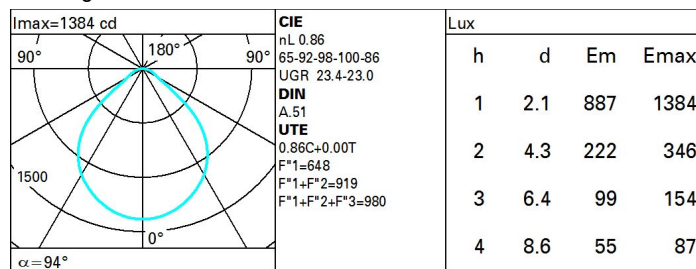 Imax=1384 cd
90° 180° 90°
1500
0°
α=94°
CIE
nL 0.86
65-92-98-100-86
UGR 23.4-23.0
DIN
A.51
UTE
0.86C+0.00T
F"1=648
F"1+F"2=919
F"1+F"2+F"3=980
Lux
h d Em Emax
1 2.1 887 1384
2 4.3 222 346
3 6.4 99 154
4 8.6 55 87